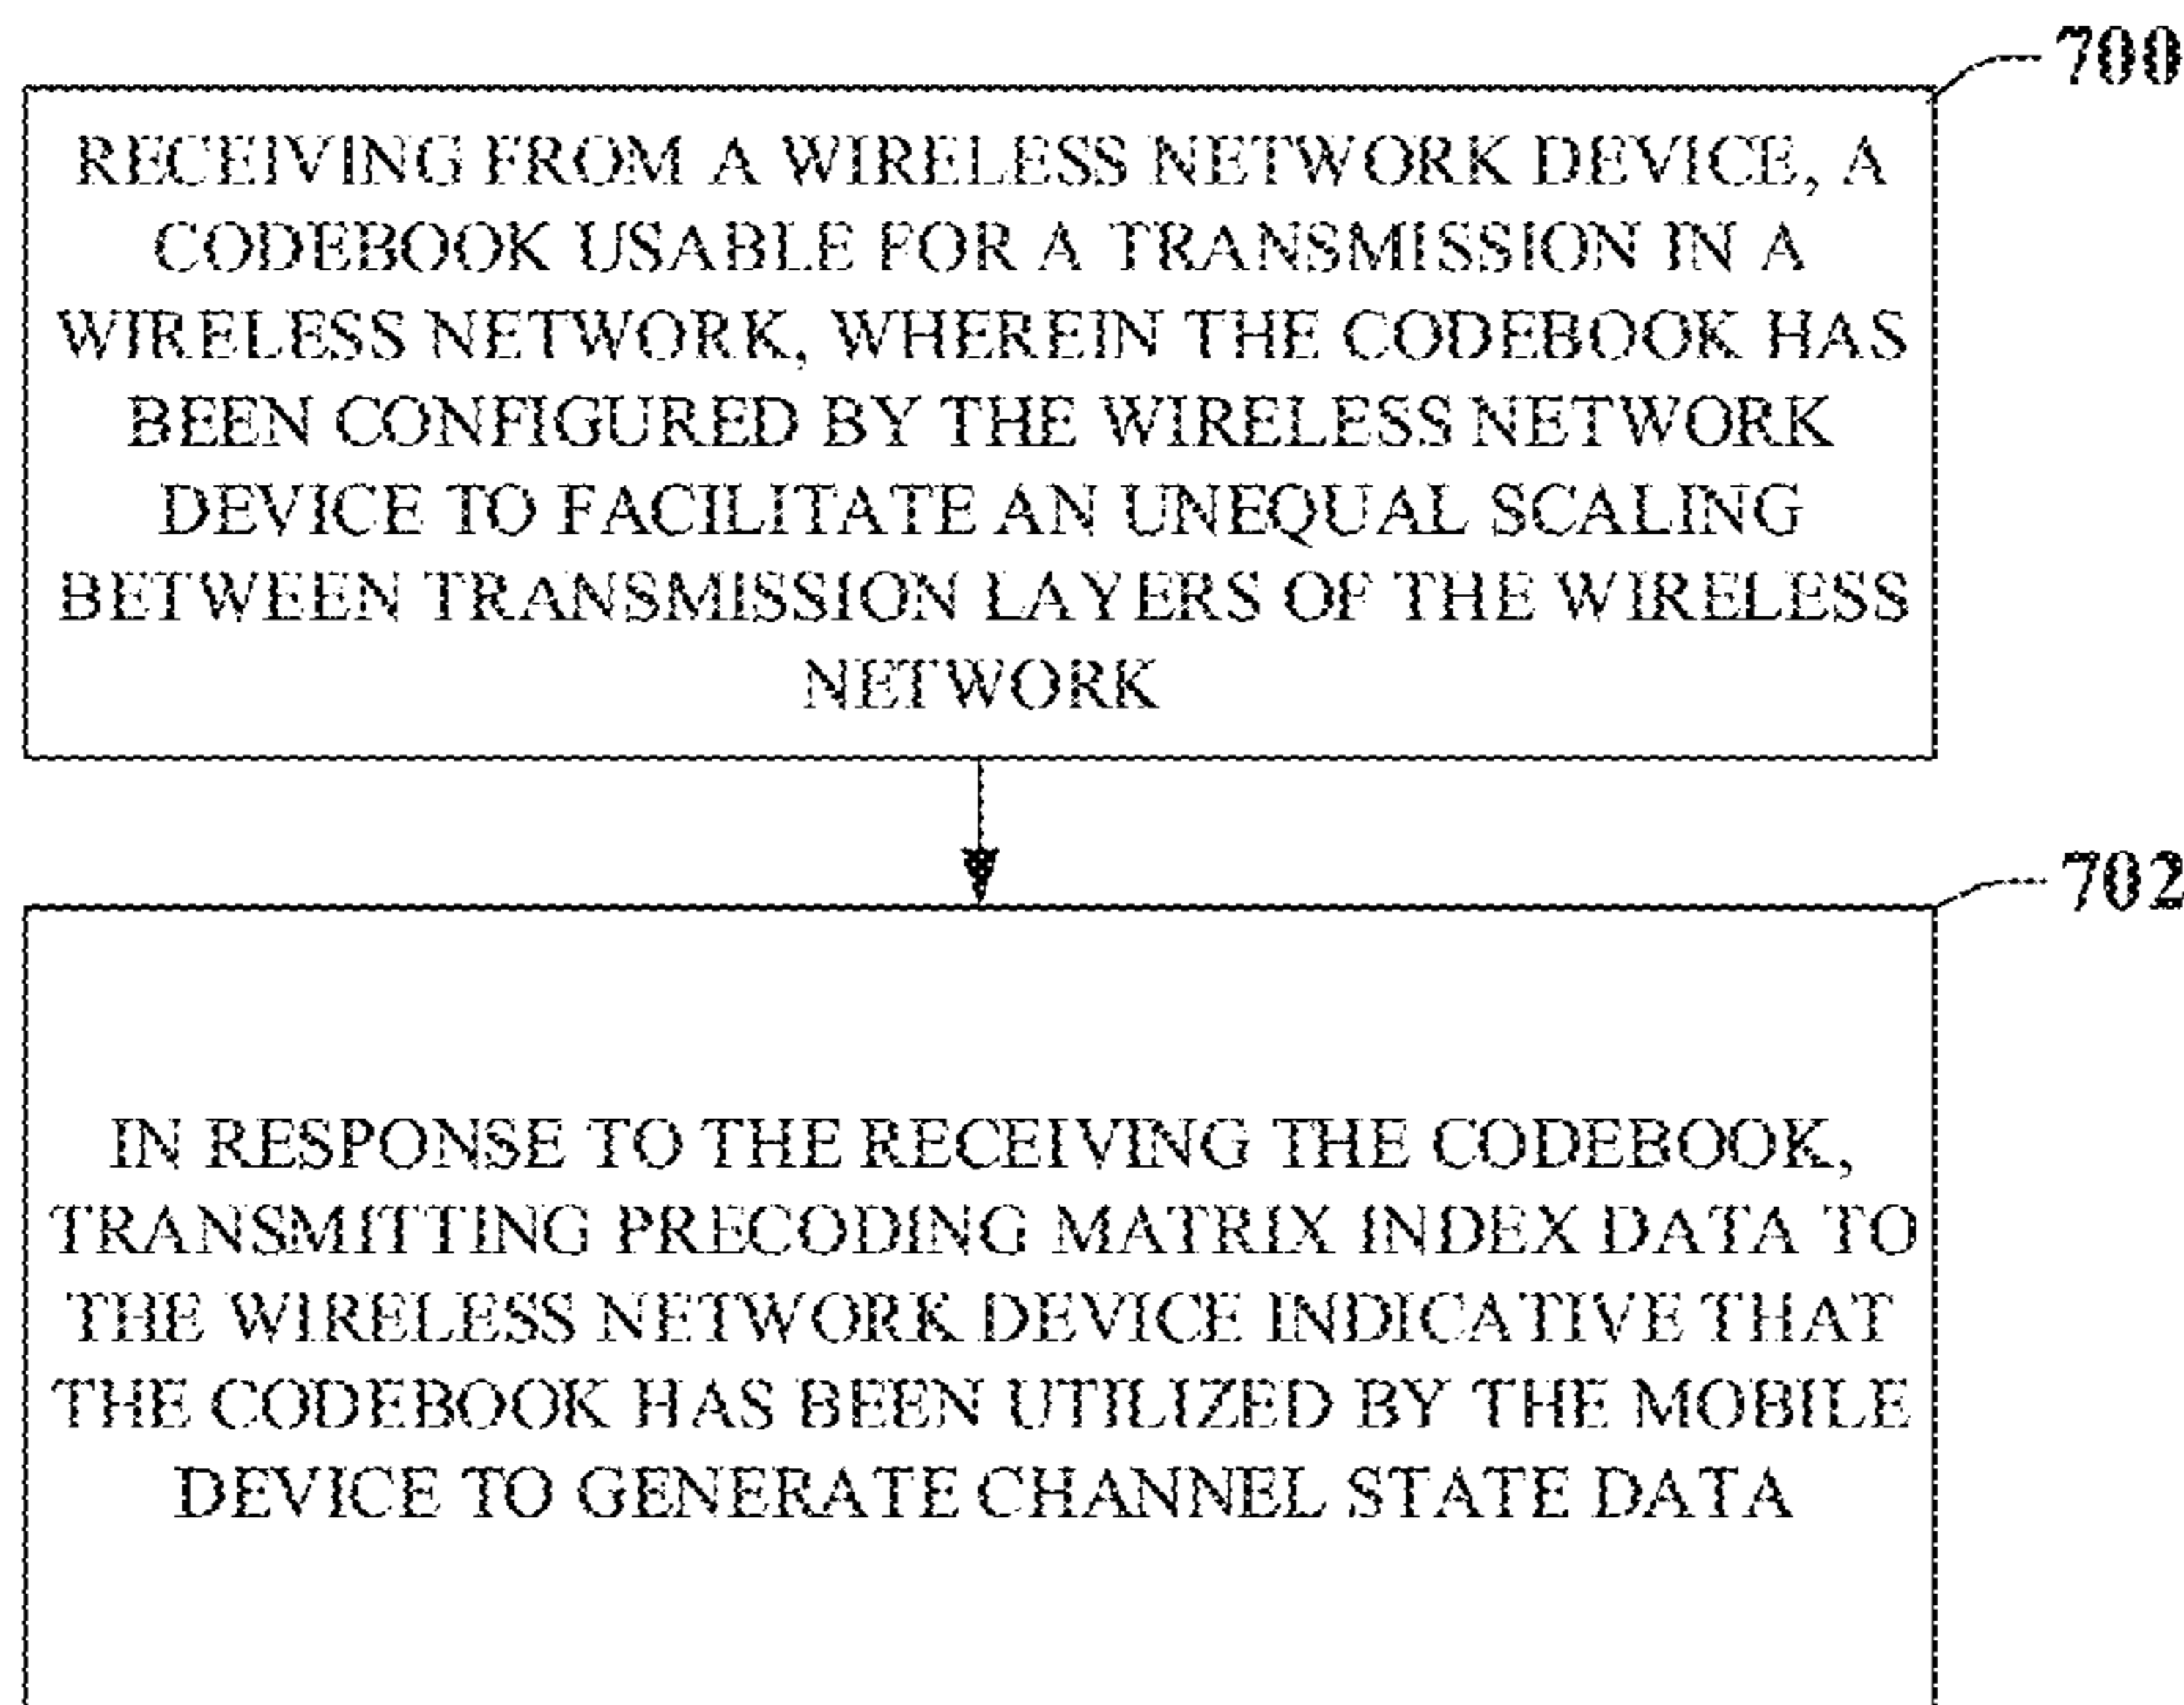 700
RECEIVING FROM A WIRELESS NETWORK DEVICE, A
CODEBOOK USABLE FOR A TRANSMISSION IN A
WIRELESS NETWORK, WHEREIN THE CODEBOOK HAS
BEEN CONFIGURED BY THE WIRELESS NETWORK
DEVICE TO FACILITATE AN UNEQUAL SCALING
BETWEEN TRANSMISSION LAYERS OF THE WIRELESS
NETWORK
702
IN RESPONSE TO THE RECEIVING THE CODEBOOK,
TRANSMITTING PRECODING MATRIX INDEX DATA TO
THE WIRELESS NETWORK DEVICE INDICATIVE THAT
THE CODEBOOK HAS BEEN UTILIZED BY THE MOBILE
DEVICE TO GENERATE CHANNEL STATE DATA